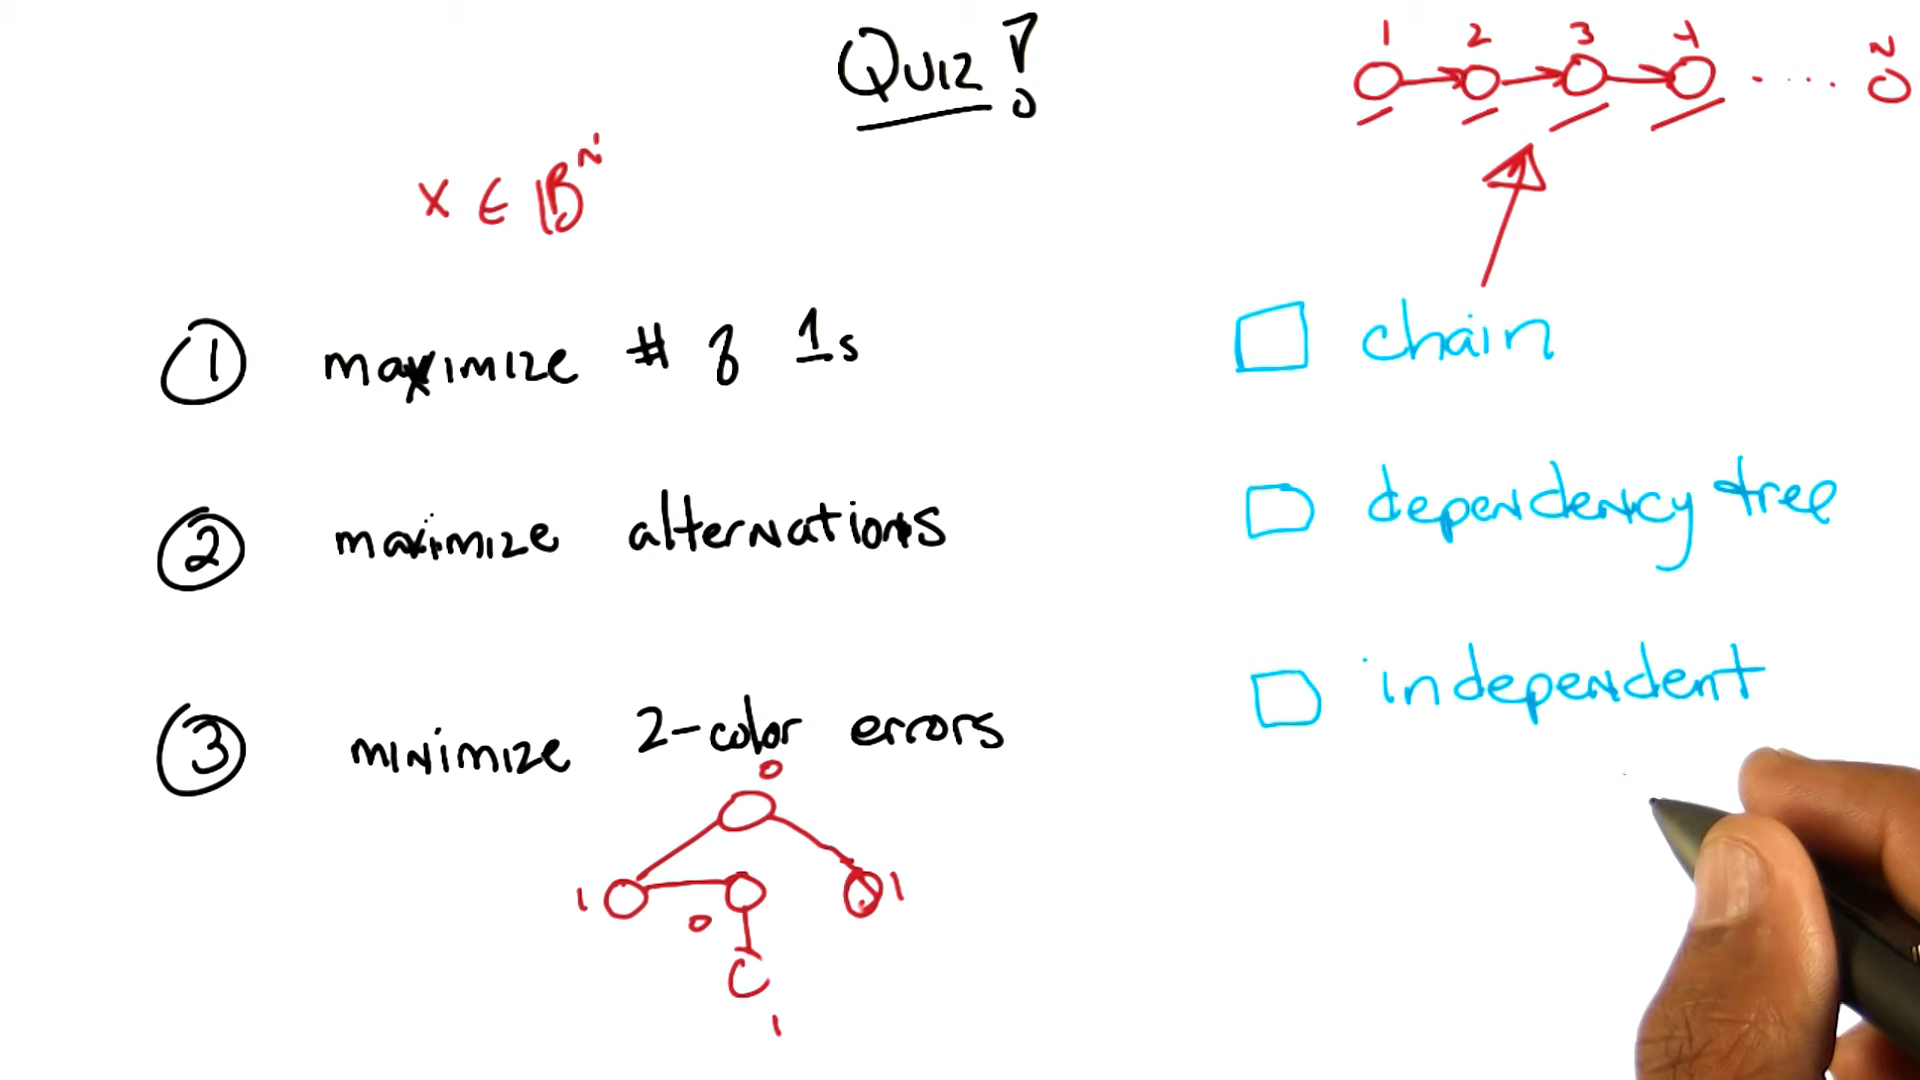 Quiz?
1 2 3 4 ..... N
x ∈ 𝔹ᴺ
① maximize # of 1s
□ chain
② maximize alternations
□ dependency tree
③ minimize 2-color errors
□ independent
0
1 0 1
1